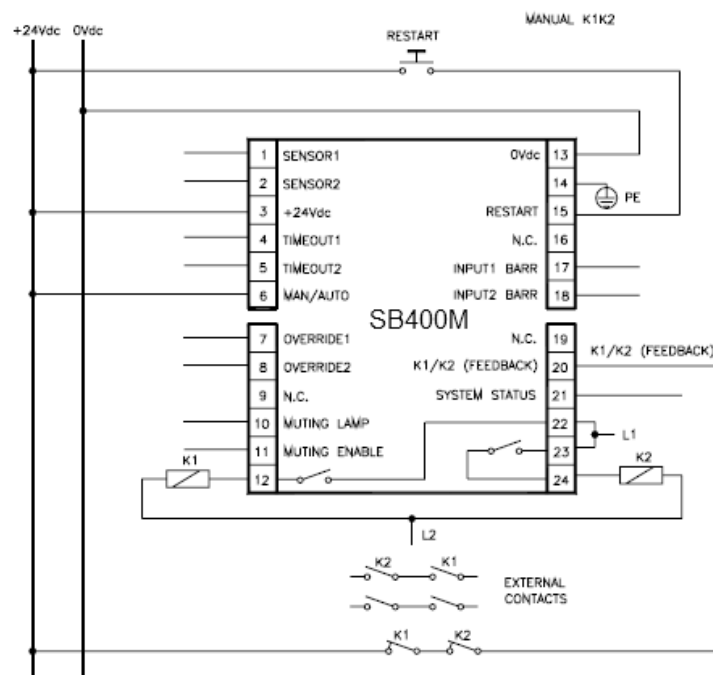 MANUAL K1K2
+24Vdc 0Vdc
RESTART
1 SENSOR1 0Vdc 13
2 SENSOR2 14 PE
3 +24Vdc RESTART 15
4 TIMEOUT1 N.C. 16
5 TIMEOUT2 INPUT1 BARR 17
6 MAN/AUTO INPUT2 BARR 18
SB400M
7 OVERRIDE1 N.C. 19
K1/K2 (FEEDBACK)
8 OVERRIDE2 K1/K2 (FEEDBACK) 20
9 N.C. SYSTEM STATUS 21
10 MUTING LAMP 22
L1
11 MUTING ENABLE 23
K1 12 24 K2
L2
K2 K1
EXTERNAL
CONTACTS
K1 K2